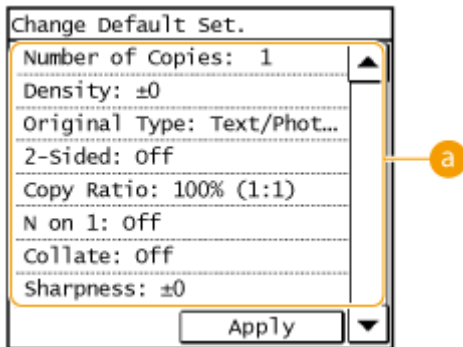 Change Default Set.
Number of Copies: 1
Density: ±0
Original Type: Text/Phot...
2-Sided: Off
Copy Ratio: 100% (1:1)
N on 1: Off
Collate: Off
Sharpness: ±0
a
Apply